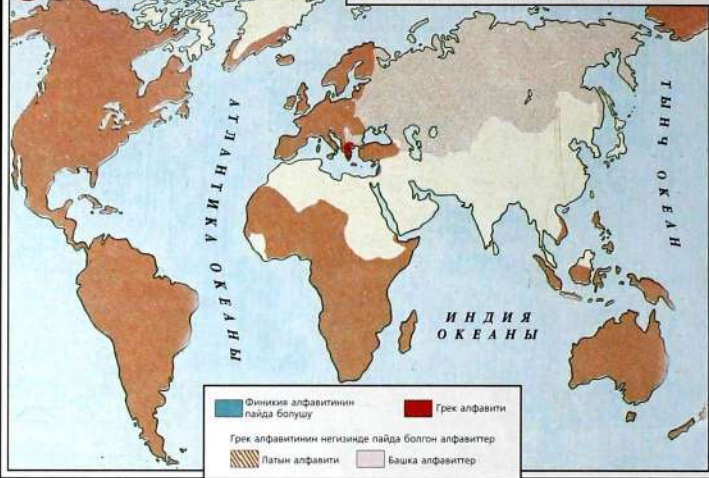 АТЛАНТИКА ОКЕАНЫ
ТЫНЧ ОКЕАН
ИНДИЯ
ОКЕАНЫ
Финикия алфавитинин
пайда болушу
Грек алфавити
Грек алфавитинин негизинде пайда болгон алфавиттер
Латын алфавити
Башка алфавиттер